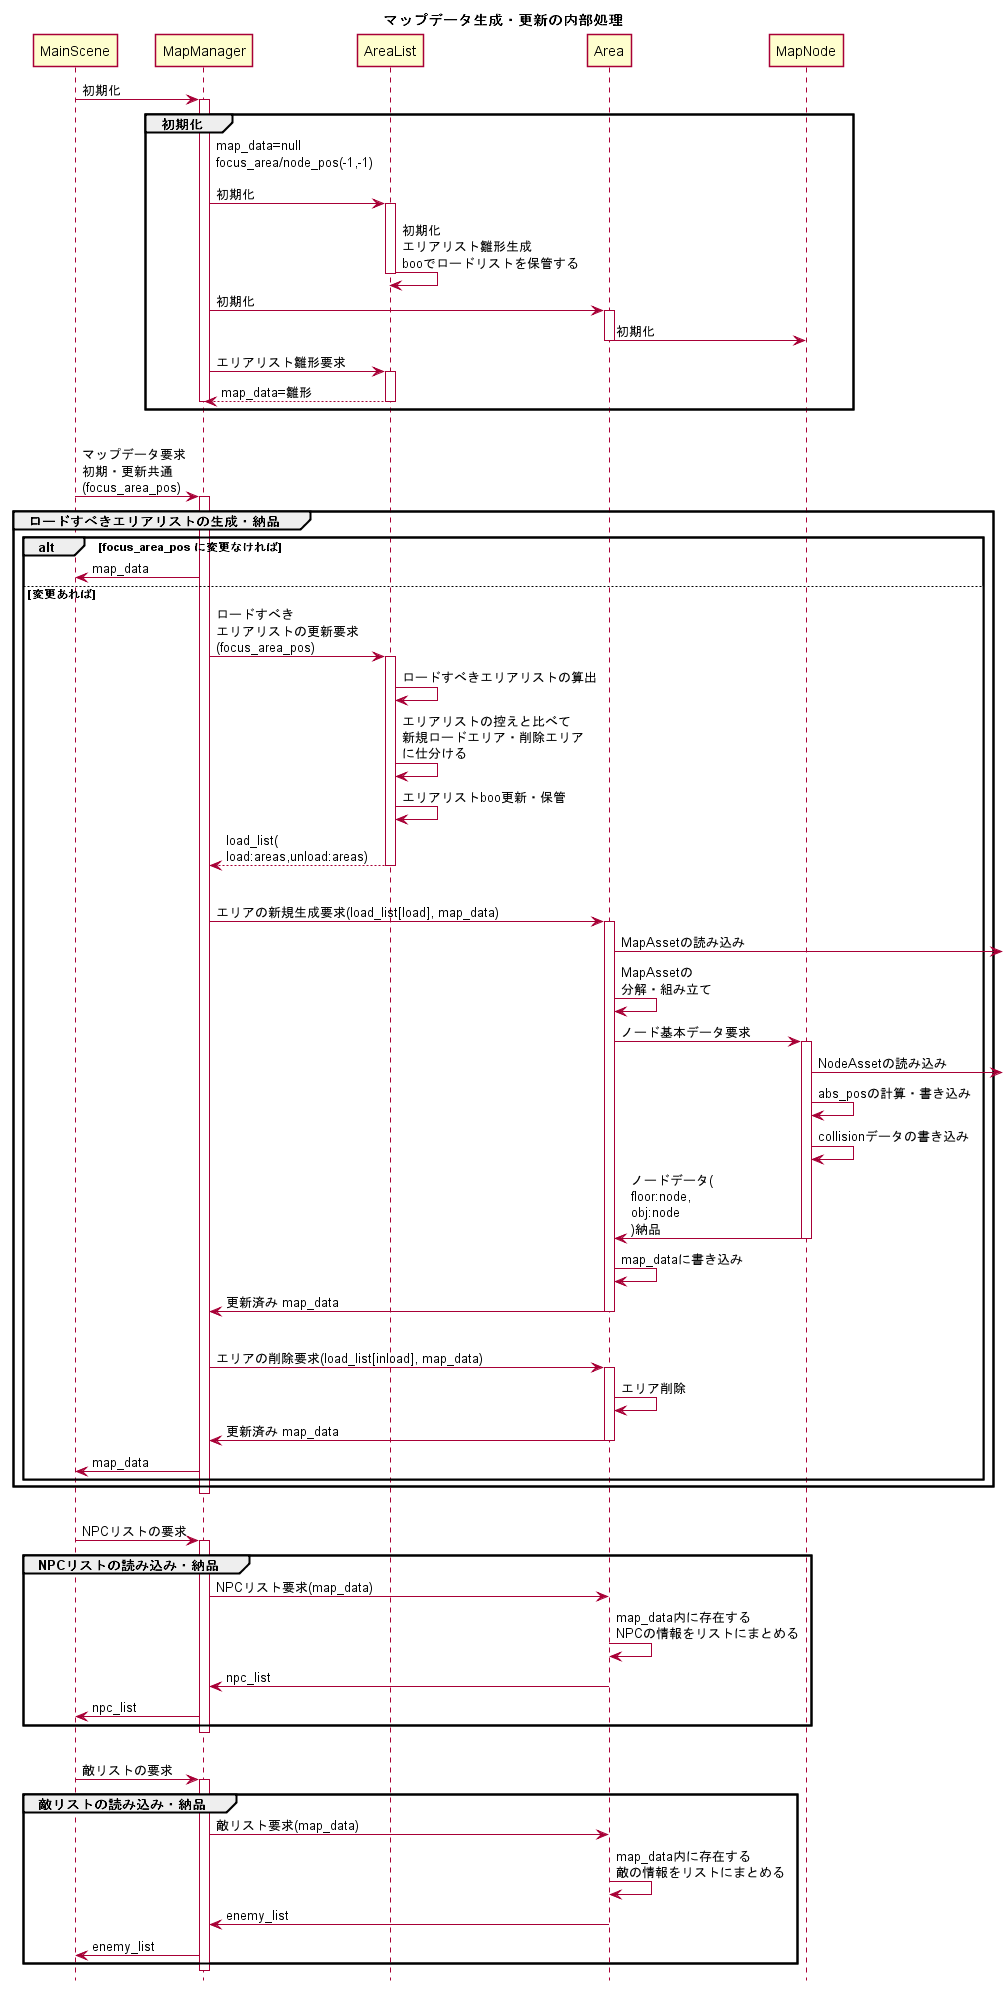 マップデータ生成・更新の内部処理
MainScene
MapManager
AreaList
Area
MapNode
初期化
初期化
map_data=null
focus_area/node_pos(-1,-1)
初期化
初期化
エリアリスト雛形生成
booでロードリストを保管する
初期化
初期化
エリアリスト雛形要求
map_data=雛形
マップデータ要求
初期・更新共通
(focus_area_pos)
ロードすべきエリアリストの生成・納品
alt
[focus_area_pos に変更なければ]
map_data
[変更あれば]
ロードすべき
エリアリストの更新要求
(focus_area_pos)
ロードすべきエリアリストの算出
エリアリストの控えと比べて
新規ロードエリア・削除エリア
に仕分ける
エリアリストboo更新・保管
load_list(
load:areas,unload:areas)
エリアの新規生成要求(load_list[load], map_data)
MapAssetの読み込み
MapAssetの
分解・組み立て
ノード基本データ要求
NodeAssetの読み込み
abs_posの計算・書き込み
collisionデータの書き込み
ノードデータ(
floor:node,
obj:node
)納品
map_dataに書き込み
更新済み map_data
エリアの削除要求(load_list[inload], map_data)
エリア削除
更新済み map_data
map_data
NPCリストの要求
NPCリストの読み込み・納品
NPCリスト要求(map_data)
map_data内に存在する
NPCの情報をリストにまとめる
npc_list
npc_list
敵リストの要求
敵リストの読み込み・納品
敵リスト要求(map_data)
map_data内に存在する
敵の情報をリストにまとめる
enemy_list
enemy_list